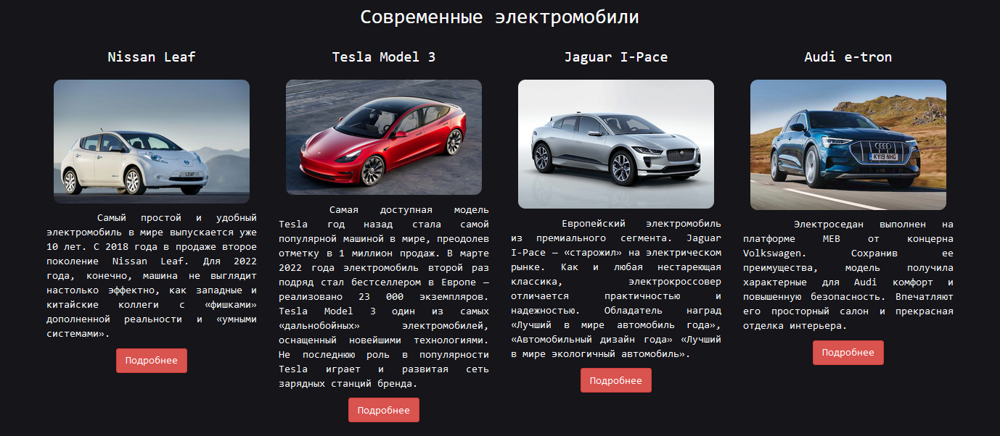 Современные электромобили
Nissan Leaf
LEAF
Самый простой и удобный
электромобиль в мире выпускается уже
10 лет. С 2018 года в продаже второе
поколение Nissan Leaf. Для 2022
года, конечно, машина не выглядит
настолько эффектно, как западные и
китайские коллеги с «фишками»
дополненной реальности и «умными
системами».
Подробнее
Tesla Model 3
Самая доступная модель
Tesla год назад стала самой
популярной машиной в мире, преодолев
отметку в 1 миллион продаж. В марте
2022 года электромобиль второй раз
подряд стал бестселлером в Европе –
реализовано 23 000 экземпляров.
Tesla Model 3 один из самых
«дальнобойных» электромобилей,
оснащенный новейшими технологиями.
Не последнюю роль в популярности
Tesla играет и развитая сеть
зарядных станций бренда.
Подробнее
Jaguar I-Pace
Европейский электромобиль
из премиального сегмента. Jaguar
I-Pace – «старожил» на электрическом
рынке. Как и любая нестареющая
классика, электрокроссовер
отличается практичностью и
надежностью. Обладатель наград
«Лучший в мире автомобиль года»,
«Автомобильный дизайн года» «Лучший
в мире экологичный автомобиль».
Подробнее
Audi e-tron
KY19 NHG
Электроседан выполнен на
платформе MEB от концерна
Volkswagen. Сохранив ее
преимущества, модель получила
характерные для Audi комфорт и
повышенную безопасность. Впечатляют
его просторный салон и прекрасная
отделка интерьера.
Подробнее